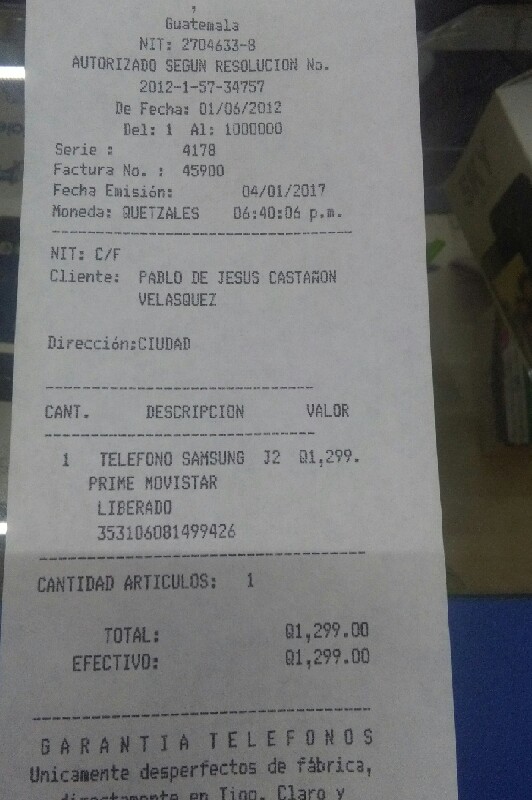 ,
Guatemala
NIT: 2704633-8
AUTORIZADO SEGUN RESOLUCION No.
2012-1-57-34757
De Fecha: 01/06/2012
Del: 1 Al: 1000000
Serie : 4178
Factura No. : 45900
Fecha Emisión: 04/01/2017
Moneda: QUETZALES 06:40:06 p.m.
NIT: C/F
Cliente: PABLO DE JESUS CASTAÑON
VELASQUEZ
Dirección:CIUDAD
CANT. DESCRIPCION VALOR
1 TELEFONO SAMSUNG J2 Q1,299.
PRIME MOVISTAR
LIBERADO
353106081499426
CANTIDAD ARTICULOS: 1
TOTAL: Q1,299.00
EFECTIVO: Q1,299.00
GARANTIA TELEFONOS
Unicamente desperfectos de fábrica,
directamente en Tigo, Claro y